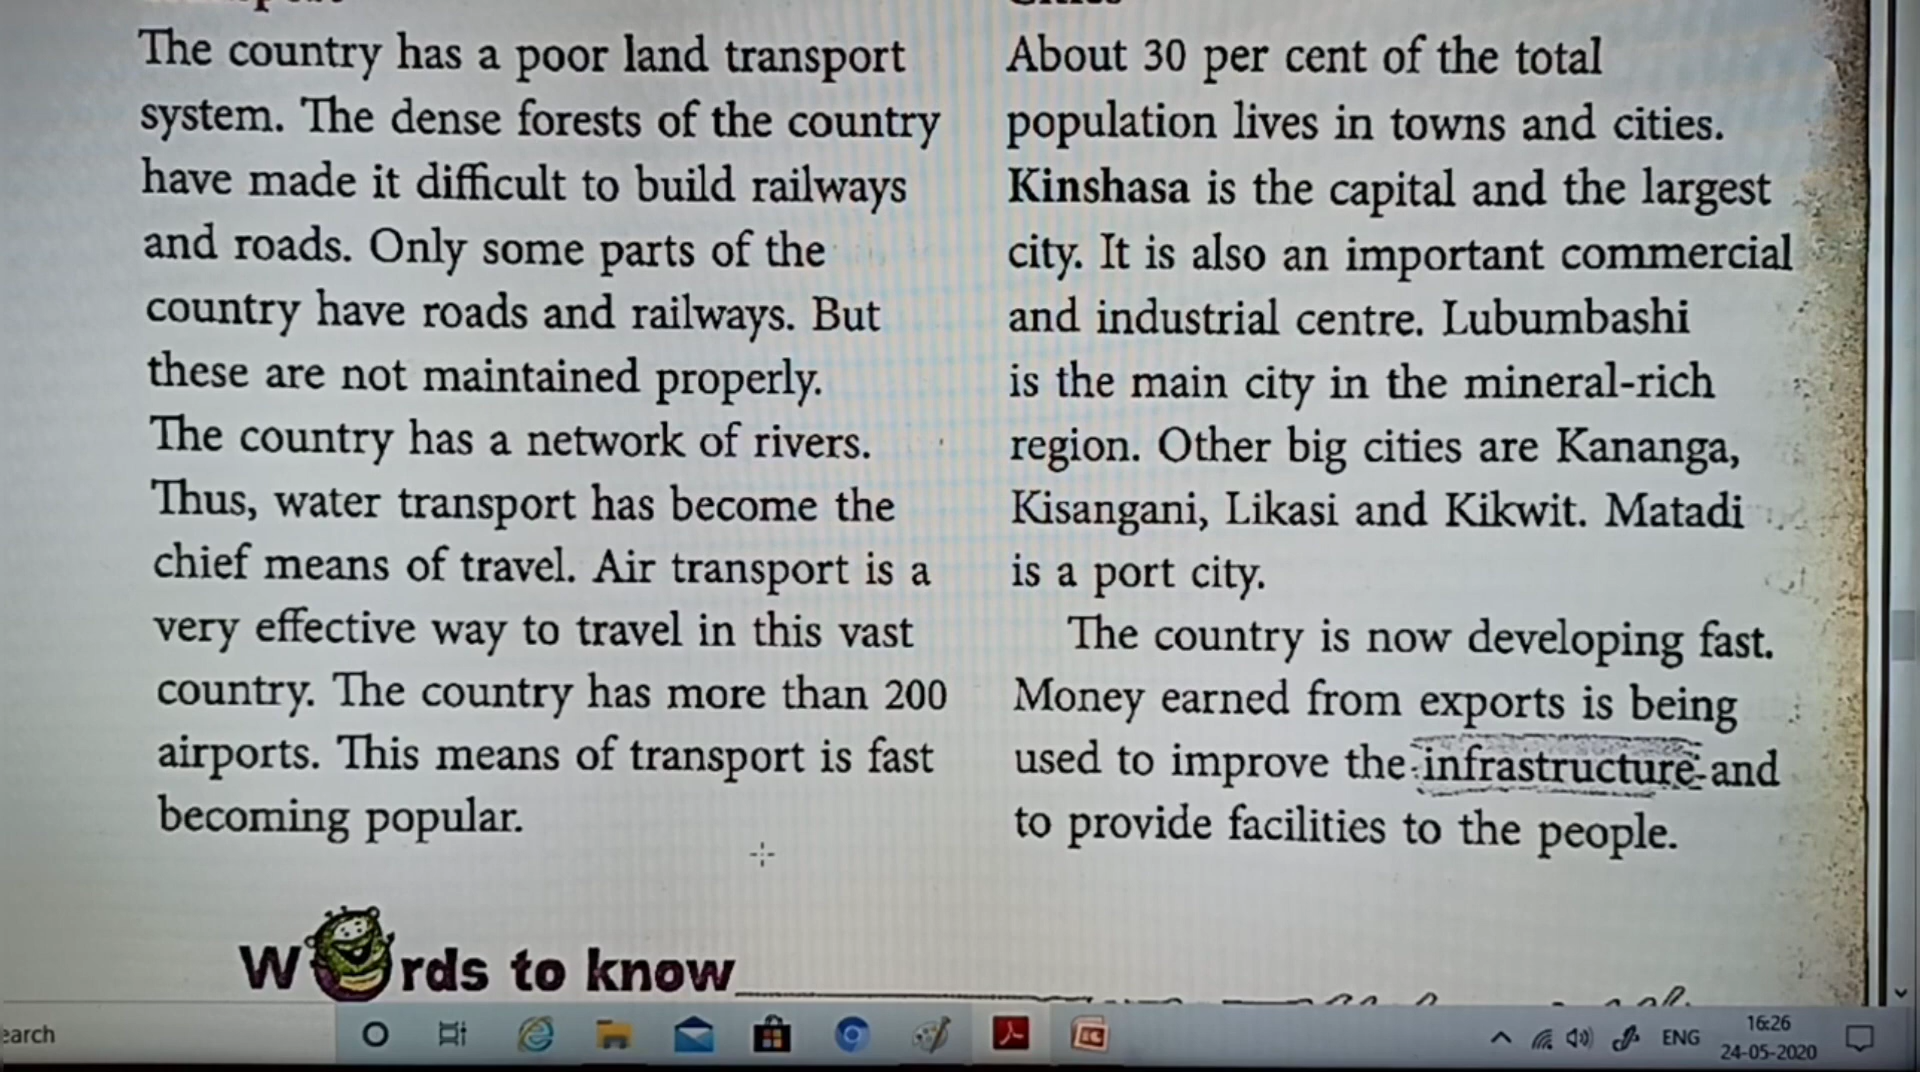 The country has a poor land transport
system. The dense forests of the country
have made it difficult to build railways
and roads. Only some parts of the
country have roads and railways. But
these are not maintained properly.
The country has a network of rivers.
Thus, water transport has become the
chief means of travel. Air transport is a
very effective way to travel in this vast
country. The country has more than 200
airports. This means of transport is fast
becoming popular.
About 30 per cent of the total
population lives in towns and cities.
Kinshasa is the capital and the largest
city. It is also an important commercial
and industrial centre. Lubumbashi
is the main city in the mineral-rich
region. Other big cities are Kananga,
Kisangani, Likasi and Kikwit. Matadi
is a port city.
The country is now developing fast.
Money earned from exports is being
used to improve the infrastructure and
to provide facilities to the people.
Words to know
earch
ENG
16:26
24-05-2020